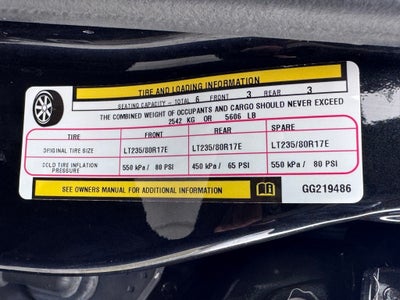 TIRE AND LOADING INFORMATION
SEATING CAPACITY - TOTAL 6 FRONT 3 REAR 3
THE COMBINED WEIGHT OF OCCUPANTS AND CARGO SHOULD NEVER EXCEED
2542 KG OR 5606 LB
TIRE FRONT REAR SPARE
ORIGINAL TIRE SIZE LT235/80R17E LT235/80R17E LT235/80R17E
COLD TIRE INFLATION PRESSURE 550 kPa / 80 PSI 450 kPa / 65 PSI 550 kPa / 80 PSI
SEE OWNERS MANUAL FOR ADDITIONAL INFORMATION GG219486